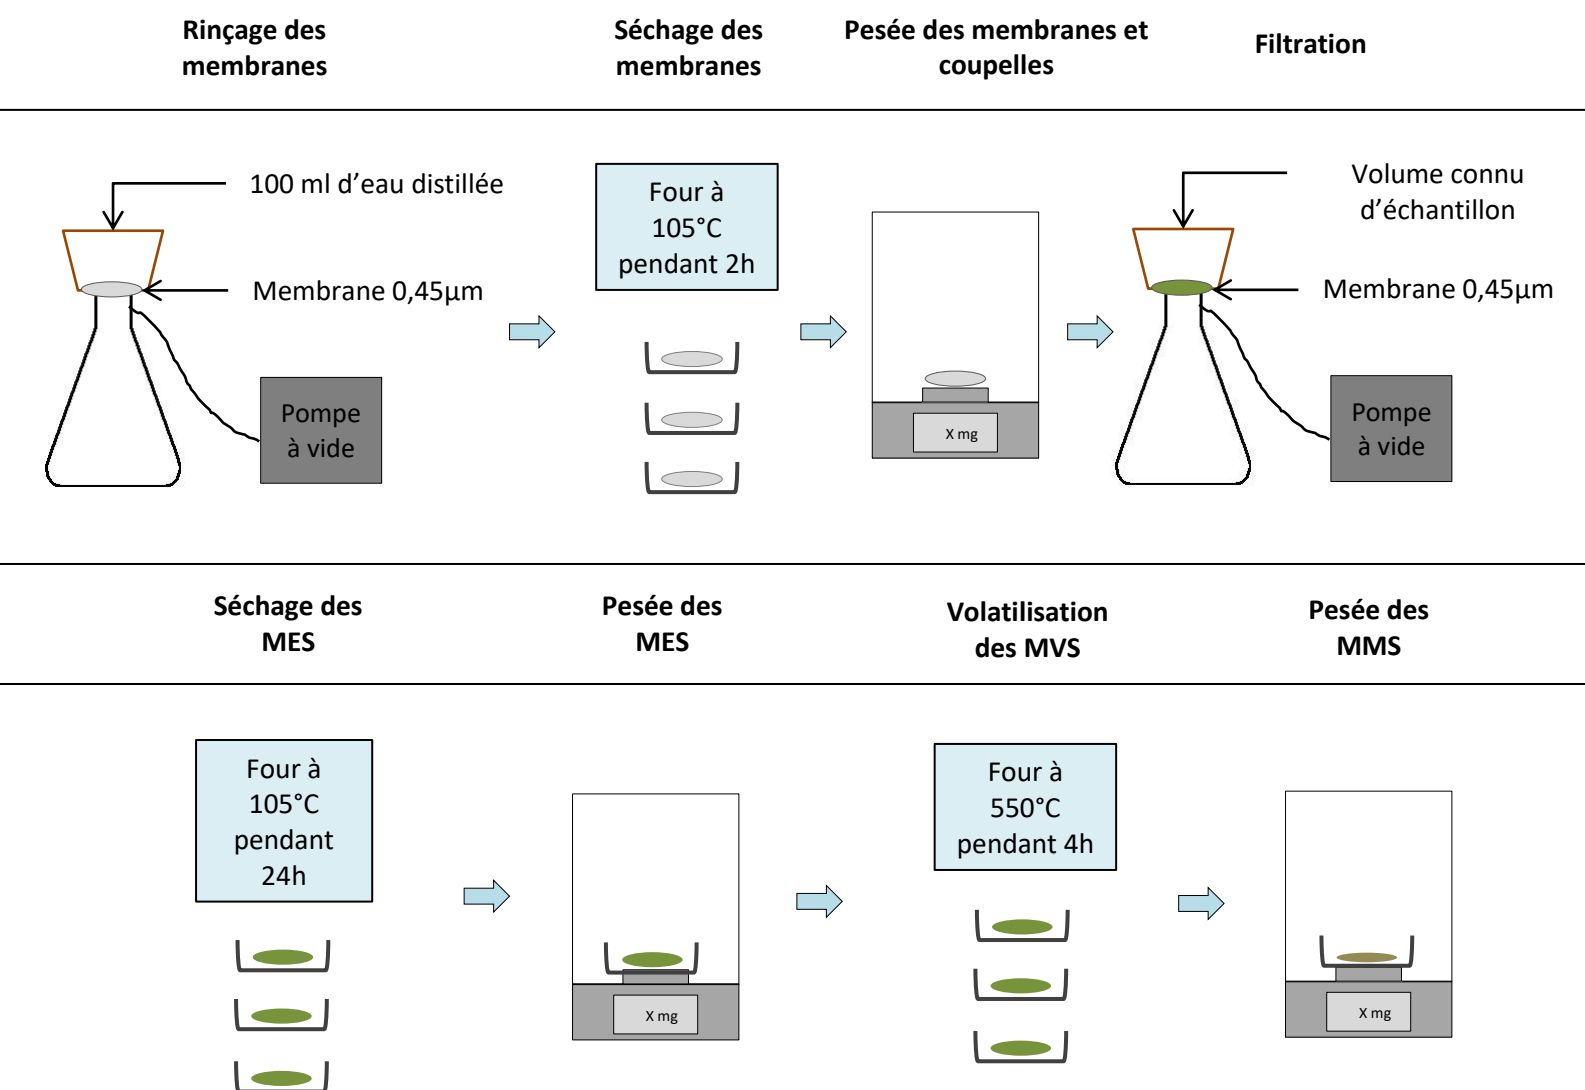 Rinçage des
membranes
Séchage des
membranes
Pesée des membranes et
coupelles
Filtration
100 ml d’eau distillée
Membrane 0,45µm
Pompe
à vide
Four à
105°C
pendant 2h
X mg
Volume connu
d’échantillon
Membrane 0,45µm
Pompe
à vide
Séchage des
MES
Pesée des
MES
Volatilisation
des MVS
Pesée des
MMS
Four à
105°C
pendant
24h
X mg
Four à
550°C
pendant 4h
X mg